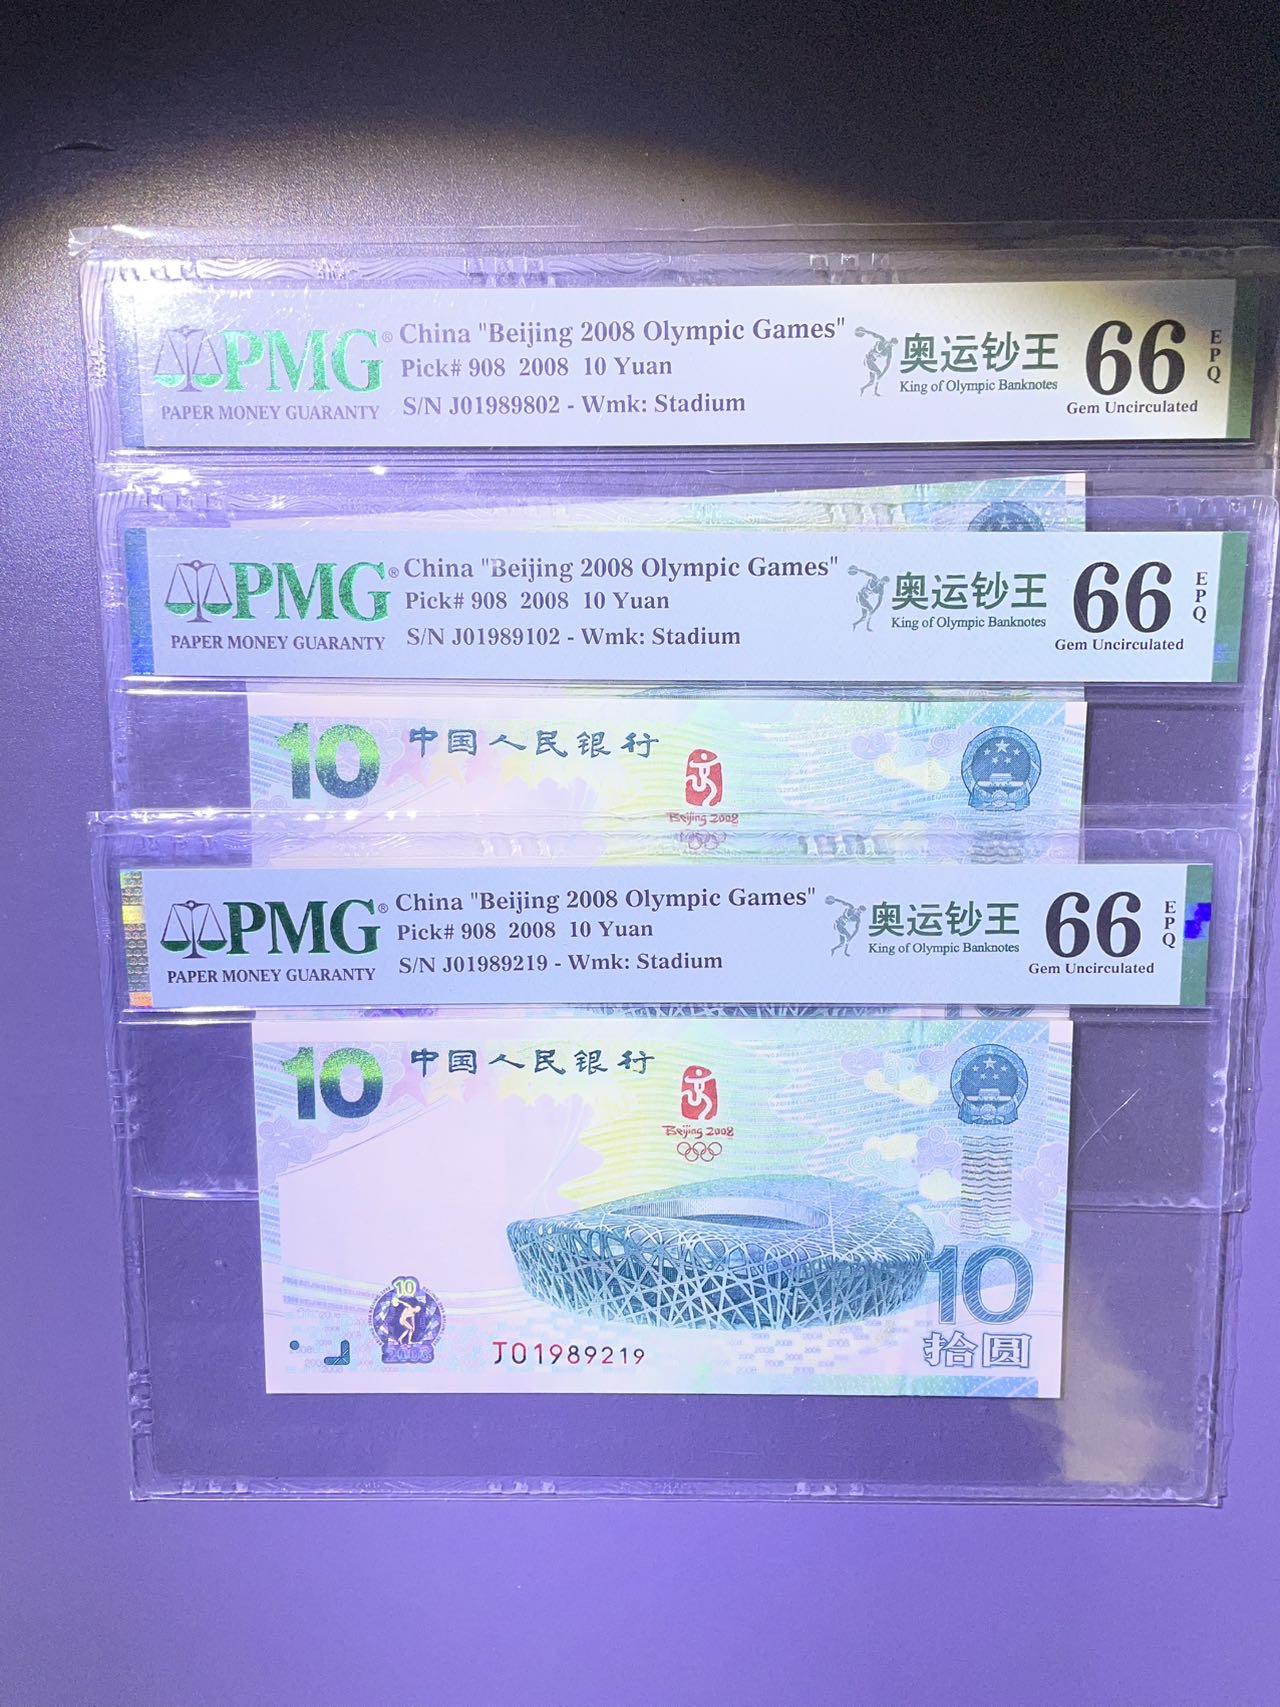 PMG® China "Beijing 2008 Olympic Games" 奥运钞王 66 EPQ
Pick# 908 2008 10 Yuan King of Olympic Banknotes
PAPER MONEY GUARANTY S/N J01989802 - Wmk: Stadium Gem Uncirculated
PMG® China "Beijing 2008 Olympic Games" 奥运钞王 66 EPQ
Pick# 908 2008 10 Yuan King of Olympic Banknotes
PAPER MONEY GUARANTY S/N J01989102 - Wmk: Stadium Gem Uncirculated
10 中国人民银行
Beijing 2008
PMG® China "Beijing 2008 Olympic Games" 奥运钞王 66 EPQ
Pick# 908 2008 10 Yuan King of Olympic Banknotes
PAPER MONEY GUARANTY S/N J01989219 - Wmk: Stadium Gem Uncirculated
10 中国人民银行
Beijing 2008
10
10
2008
J01989219
拾圆